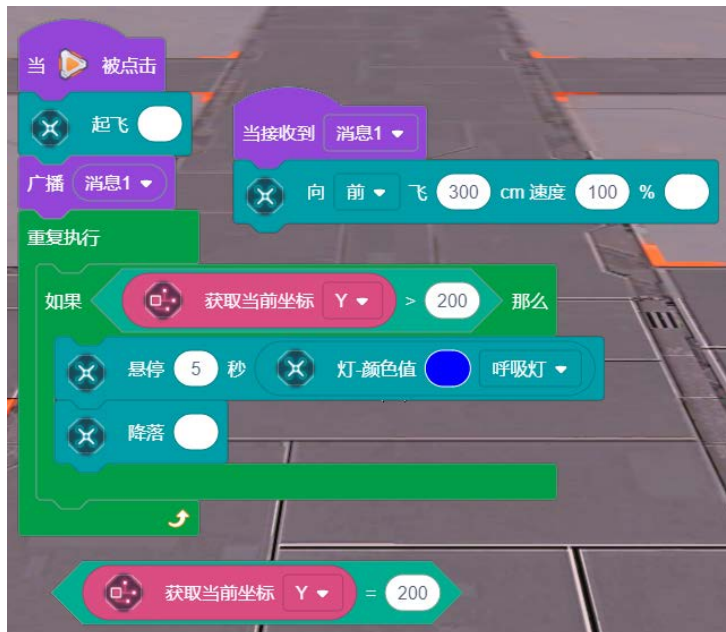 当 被点击
起飞
广播 消息1
重复执行
如果 获取当前坐标 Y > 200 那么
悬停 5 秒 灯-颜色值 呼吸灯
降落
当接收到 消息1
向 前 飞 300 cm 速度 100 %
获取当前坐标 Y = 200